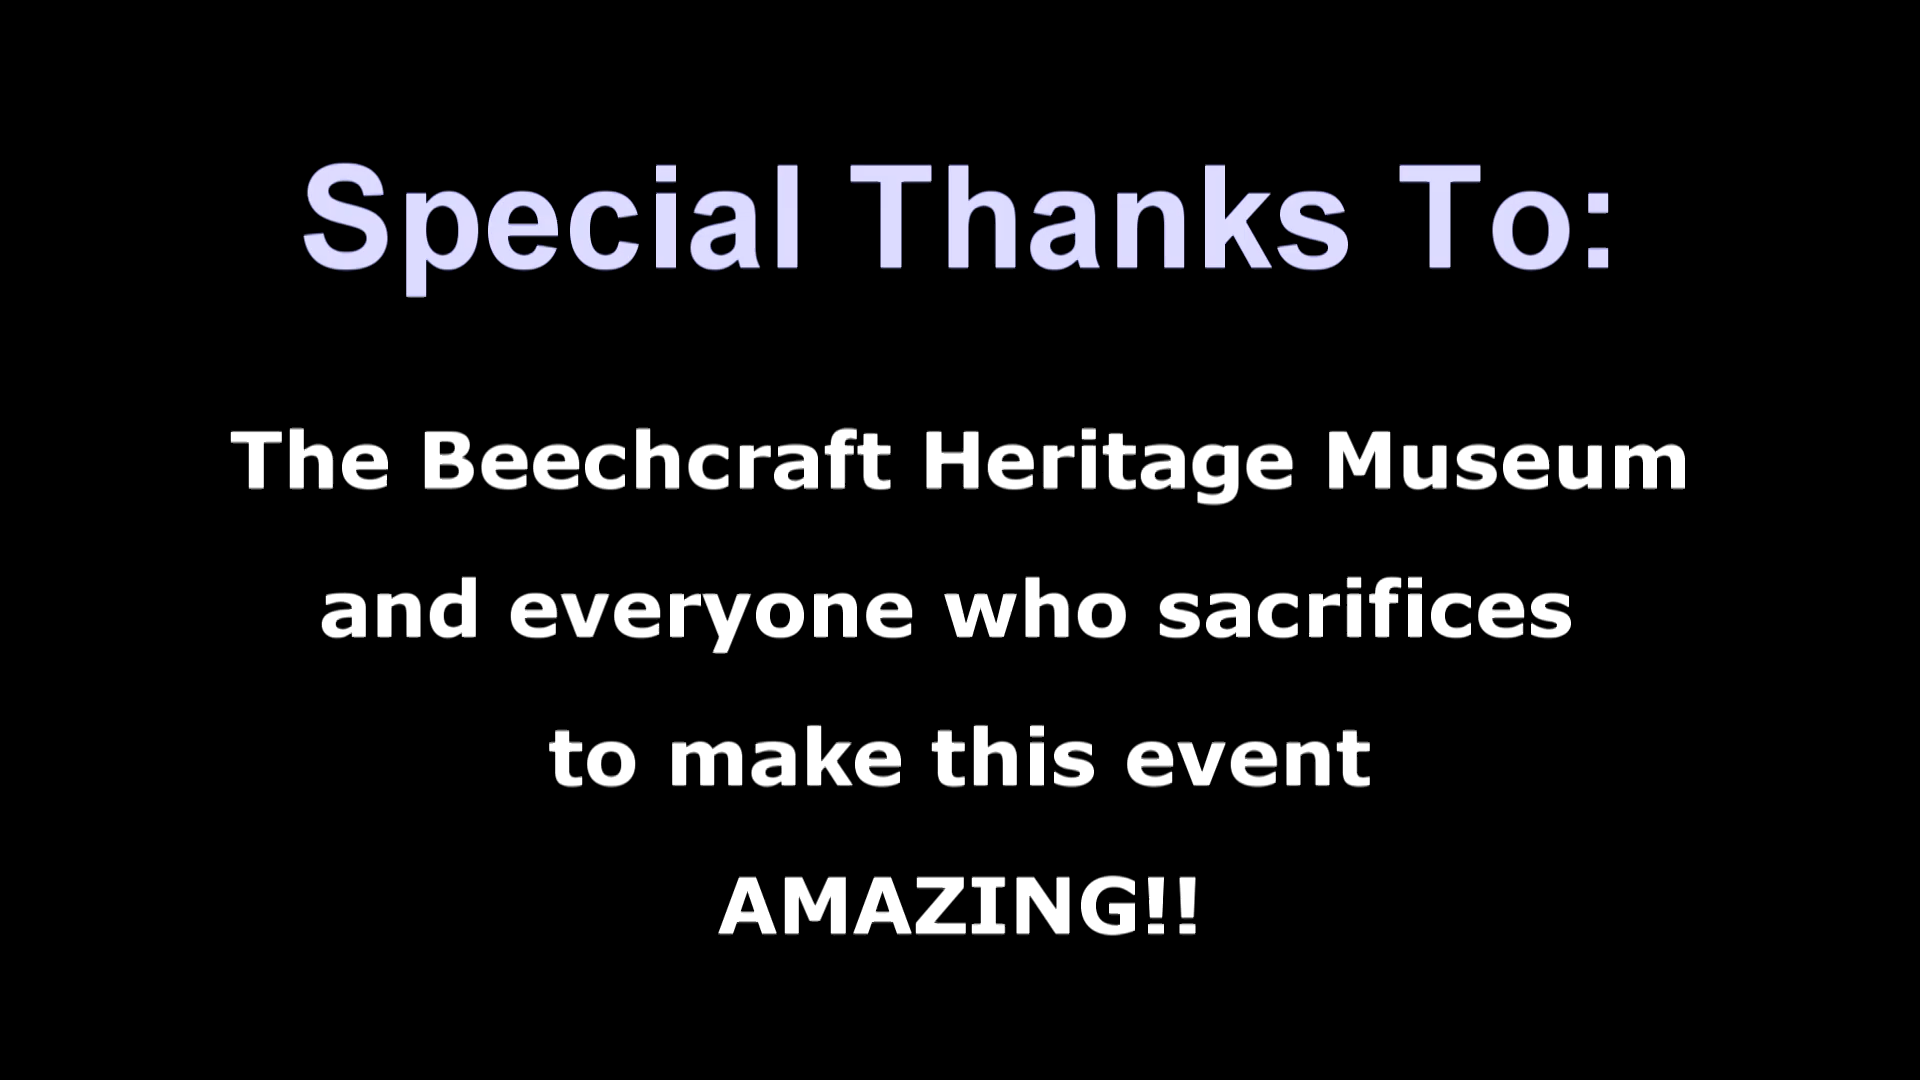 Special Thanks To:
The Beechcraft Heritage Museum
and everyone who sacrifices
to make this event
AMAZING!!